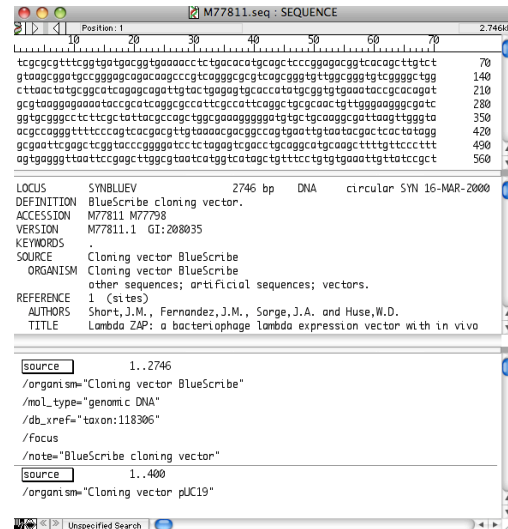 M77811.seq : SEQUENCE
Position: 1 2.746k
10 20 30 40 50 60 70
tcgcgcgtttcggtgatgacggtgaaaacctctgacacatgcagctcccggagacggtcacagcttgtct 70
gtaagcggatgccgggagcagacaagcccgtcagggcgcgtcagcgggtgttggcgggtgtcggggctgg 140
cttaactatgcggcatcagagcagattgtactgagagtgcaccatatgcggtgtgaaataccgcacagat 210
gcgtaaggagaaaataccgcatcaggcgccattcgccattcaggctgcgcaactgttgggaagggcgatc 280
ggtgcgggcctcttcgctattacgccagctggcgaaagggggatgtgctgcaaggcgattaagttgggta 350
acgccagggttttcccagtcacgacgttgtaaaacgacggccagtgaattgtaatacgactcactatagg 420
gcgaattcgagctcggtacccggggatcctctagagtcgacctgcaggcatgcaagcttttgttcccttt 490
agtgagggttaattccgagcttggcgtaatcatggtcatagctgtttcctgtgtgaaattgttatccgct 560
LOCUS SYNBLUEV 2746 bp DNA circular SYN 16-MAR-2000
DEFINITION BlueScribe cloning vector.
ACCESSION M77811 M77798
VERSION M77811.1 GI:208035
KEYWORDS .
SOURCE Cloning vector BlueScribe
ORGANISM Cloning vector BlueScribe
other sequences; artificial sequences; vectors.
REFERENCE 1 (sites)
AUTHORS Short,J.M., Fernandez,J.M., Sorge,J.A. and Huse,W.D.
TITLE Lambda ZAP: a bacteriophage lambda expression vector with in vivo
source 1..2746
/organism="Cloning vector BlueScribe"
/mol_type="genomic DNA"
/db_xref="taxon:118306"
/focus
/note="BlueScribe cloning vector"
source 1..400
/organism="Cloning vector pUC19"
Unspecified Search